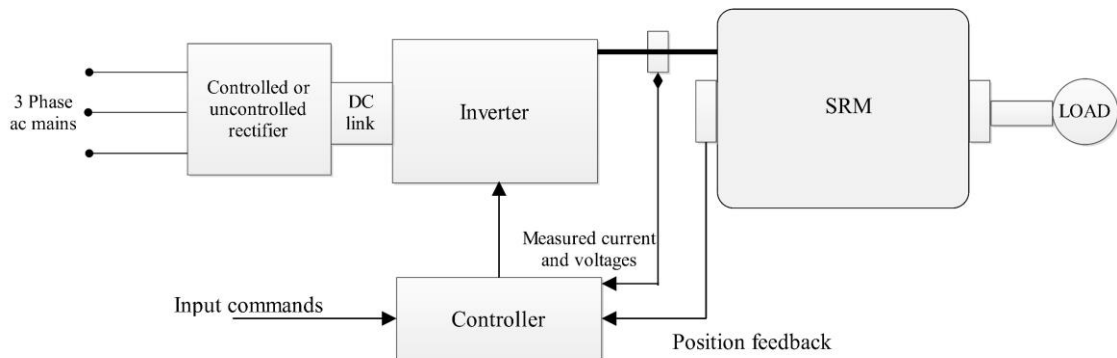 3 Phase
ac mains
Controlled or
uncontrolled
rectifier
DC
link
Inverter
SRM
LOAD
Measured current
and voltages
Input commands
Controller
Position feedback